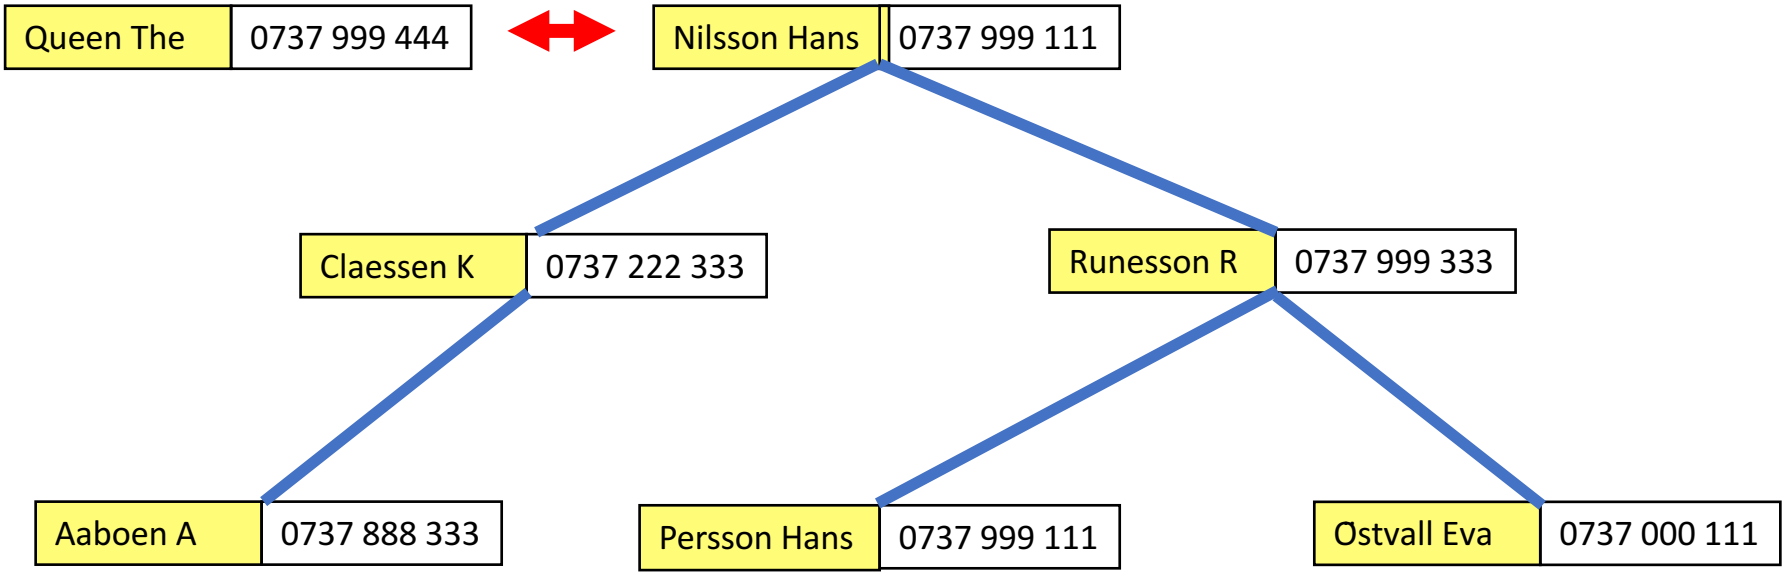 Queen The 0737 999 444
Nilsson Hans 0737 999 111
Claessen K 0737 222 333
Runesson R 0737 999 333
Aaboen A 0737 888 333
Persson Hans 0737 999 111
Östvall Eva 0737 000 111